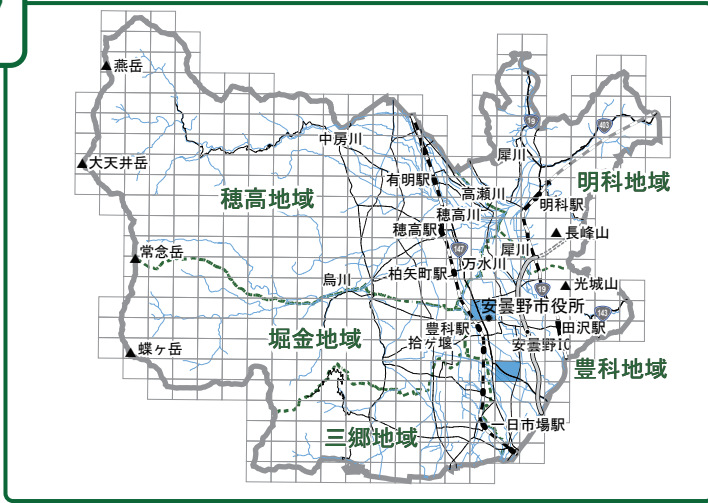 燕岳
19
403
中房川
犀川
大天井岳
有明駅
明科地域
高瀬川
穂高地域
明科駅
穂高川
穂高駅
長峰山
常念岳
147
犀川
万水川
柏矢町駅
烏川
光城山
19
安曇野市役所
143
豊科駅
田沢駅
堀金地域
拾ケ堰
安曇野IC
蝶ヶ岳
豊科地域
一日市場駅
三郷地域